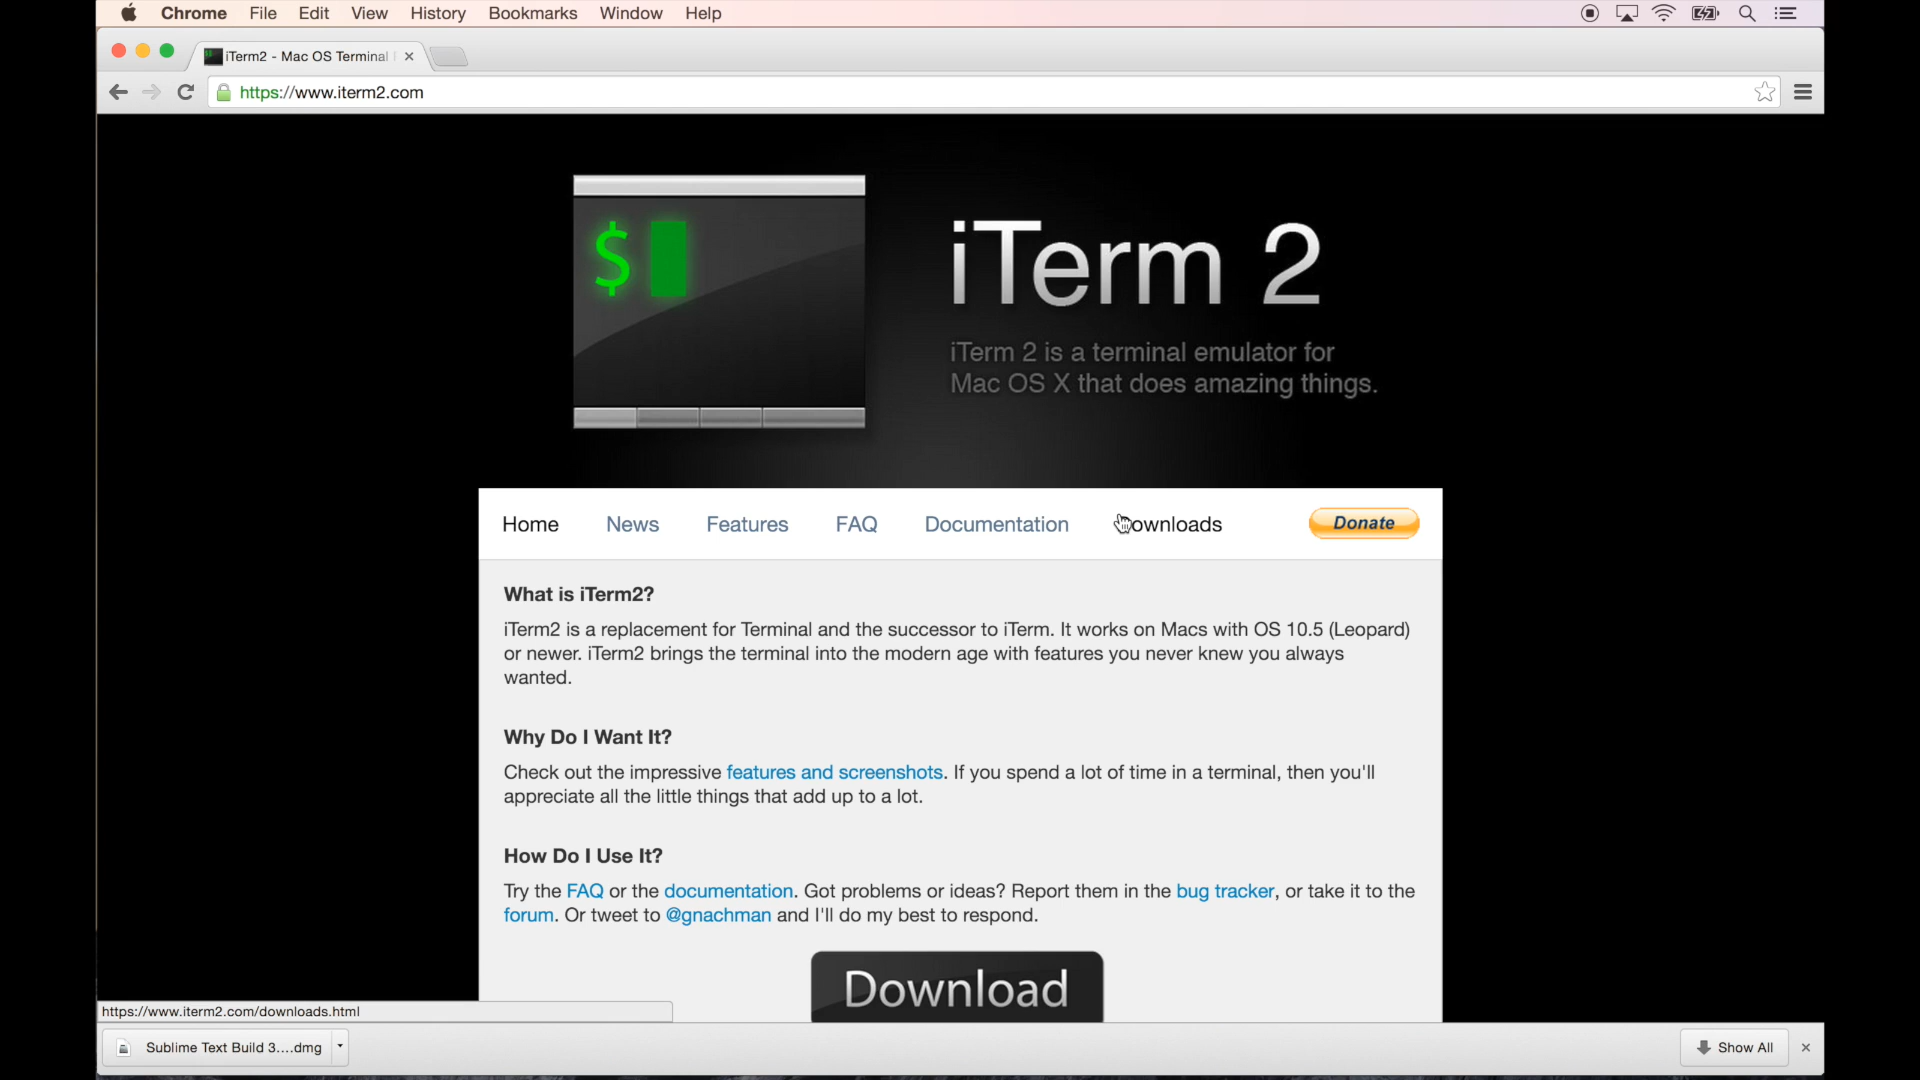 Chrome File Edit View History Bookmarks Window Help
iTerm2 - Mac OS Terminal
https://www.iterm2.com
$
iTerm 2
iTerm 2 is a terminal emulator for
Mac OS X that does amazing things.
Home News Features FAQ Documentation Downloads Donate
What is iTerm2?
iTerm2 is a replacement for Terminal and the successor to iTerm. It works on Macs with OS 10.5 (Leopard)
or newer. iTerm2 brings the terminal into the modern age with features you never knew you always
wanted.
Why Do I Want It?
Check out the impressive features and screenshots. If you spend a lot of time in a terminal, then you'll
appreciate all the little things that add up to a lot.
How Do I Use It?
Try the FAQ or the documentation. Got problems or ideas? Report them in the bug tracker, or take it to the
forum. Or tweet to @gnachman and I'll do my best to respond.
Download
https://www.iterm2.com/downloads.html
Sublime Text Build 3....dmg
Show All